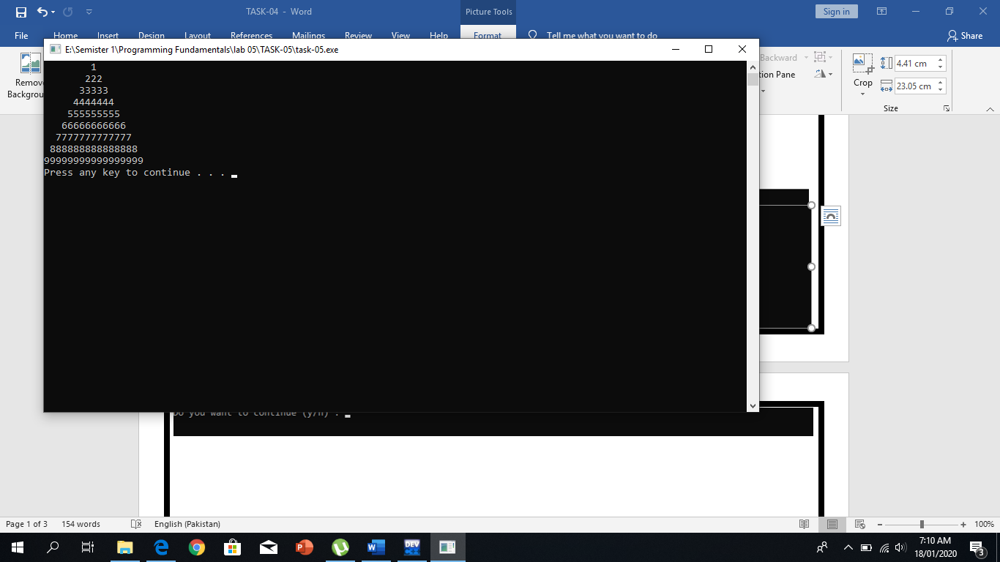 TASK-04 - Word
Picture Tools
Sign in
File Home Insert Design Layout References Mailings Review View Help Format Tell me what you want to do Share
E:\Semister 1\Programming Fundamentals\lab 05\TASK-05\task-05.exe
Remove
Background
Backward
tion Pane
Crop
4.41 cm
23.05 cm
Size
1
222
33333
4444444
555555555
66666666666
7777777777777
888888888888888
99999999999999999
Press any key to continue . . .
Do you want to continue (y/n) :
Page 1 of 3 154 words English (Pakistan) 100%
DEV
7:10 AM
18/01/2020
3